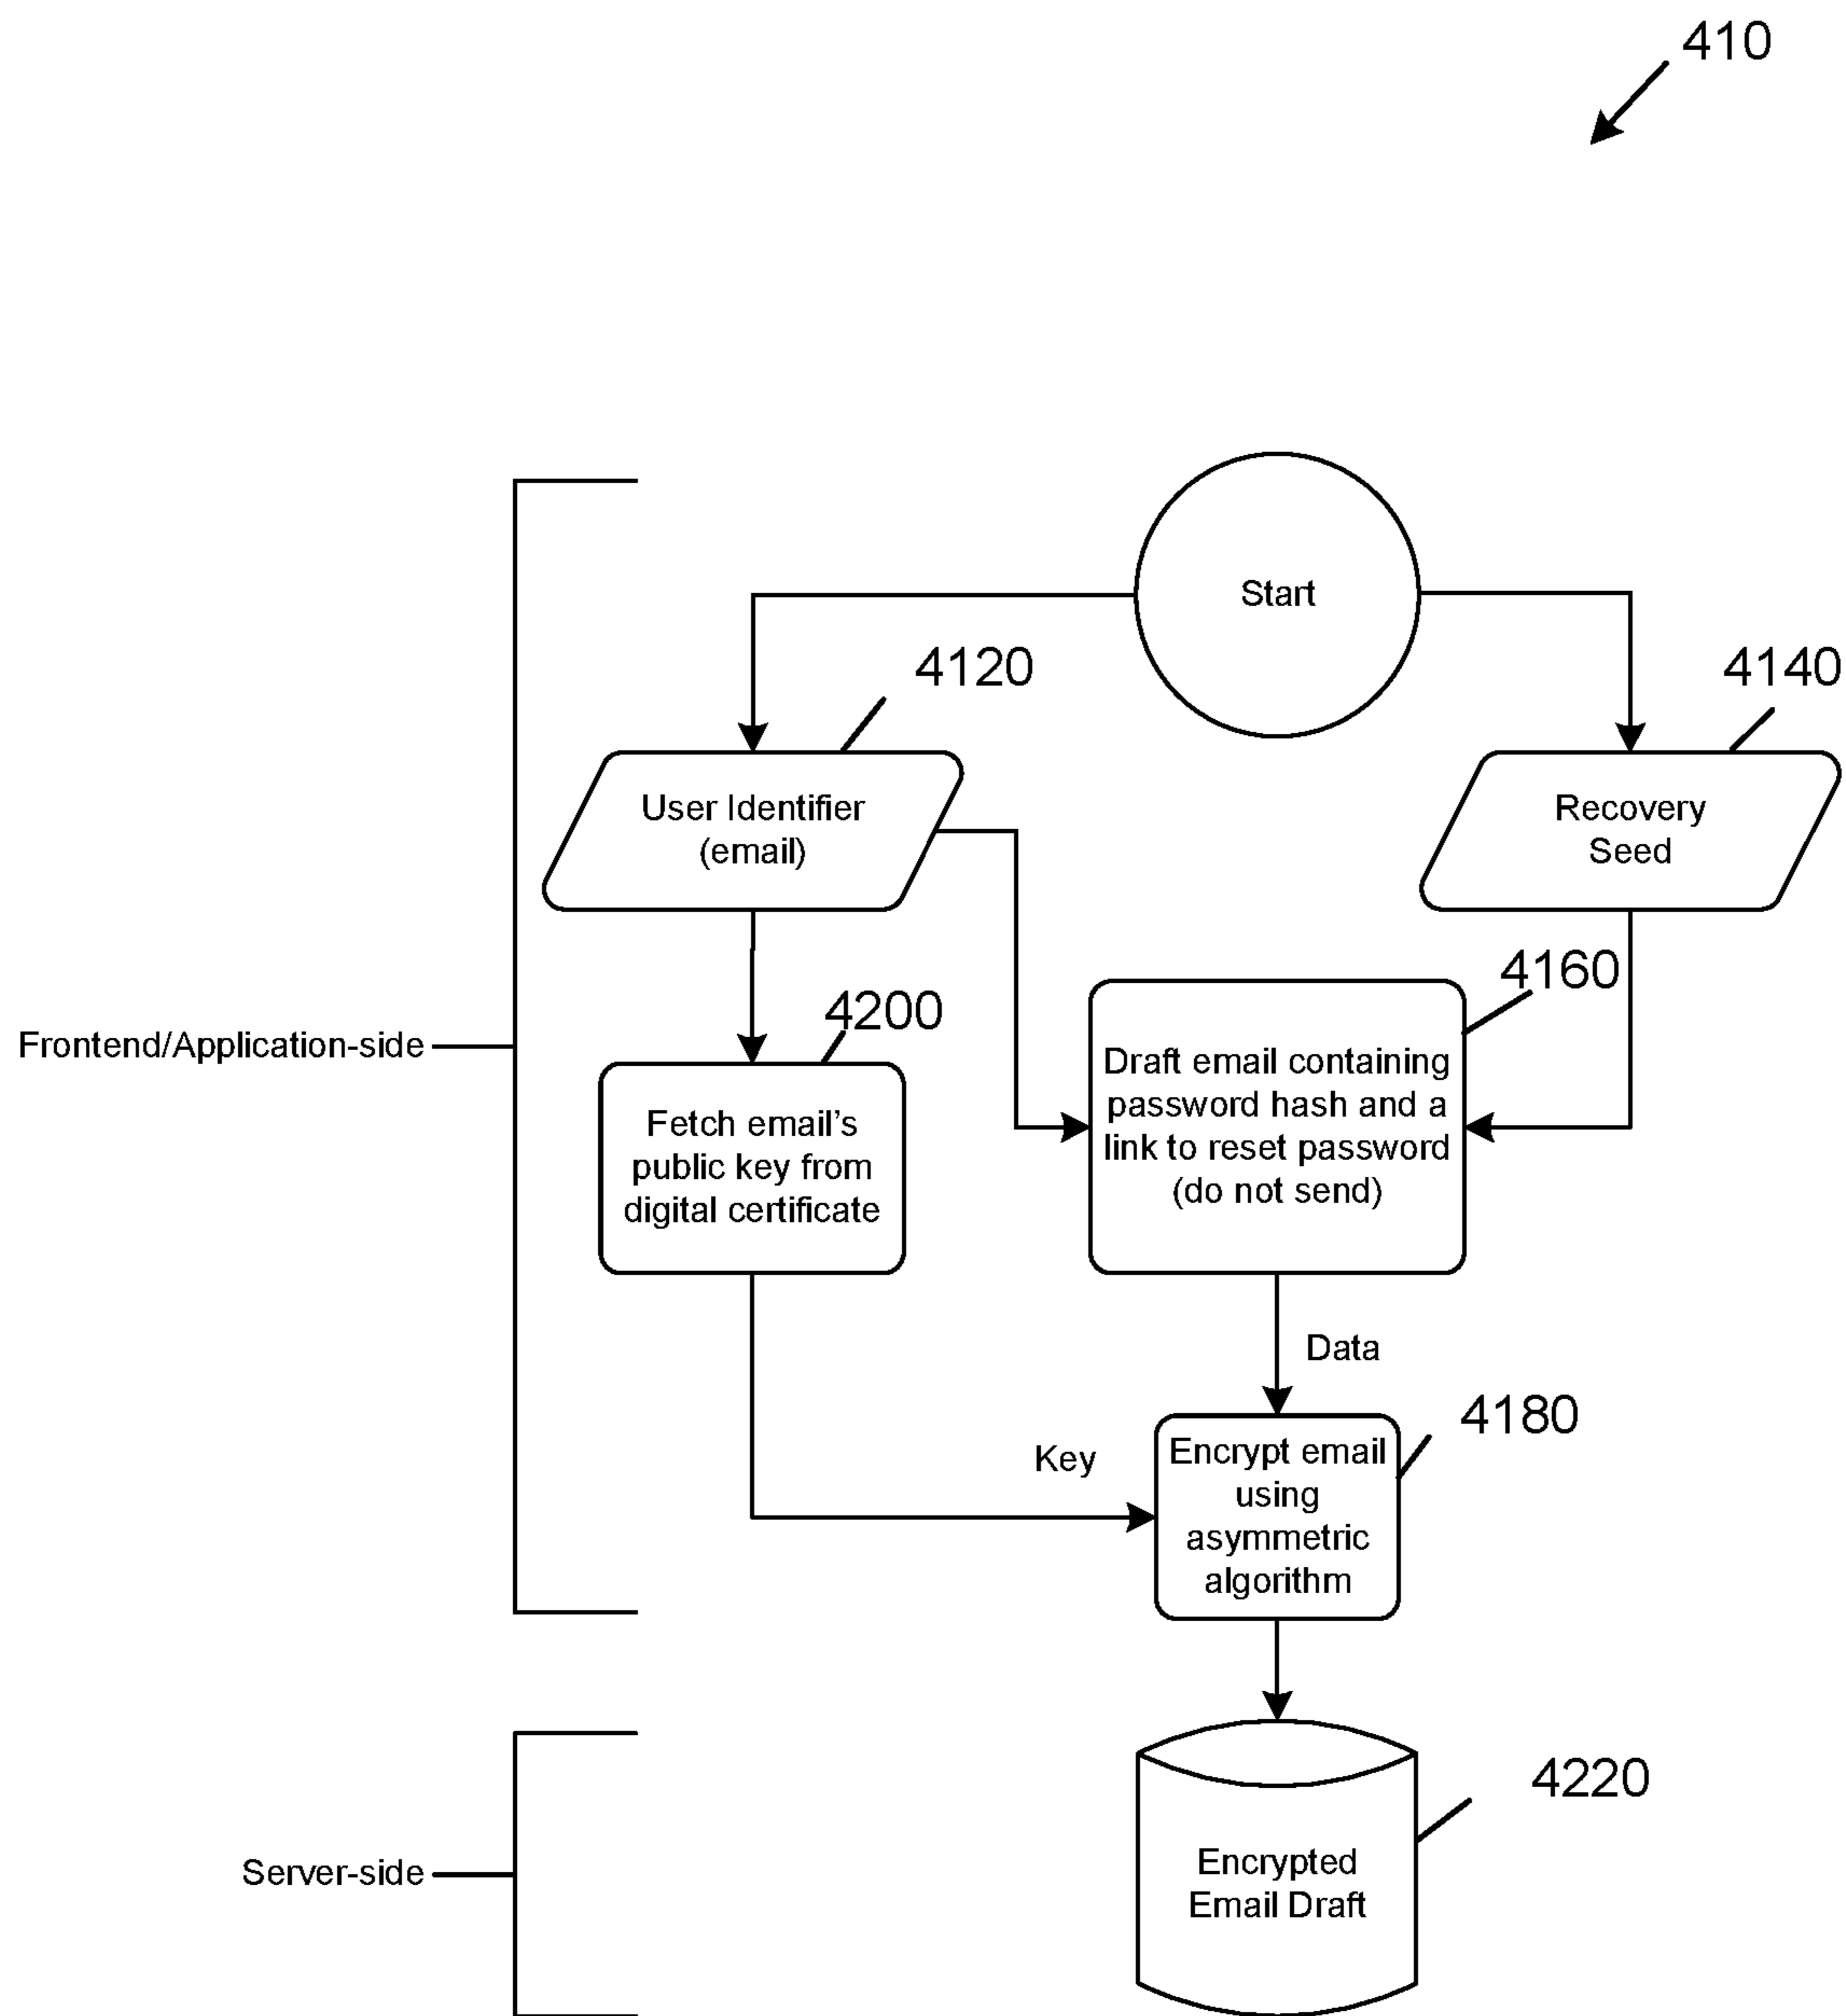 410
Start
4120
4140
User Identifier
(email)
Recovery
Seed
4160
4200
Frontend/Application-side
Draft email containing
password hash and a
link to reset password
(do not send)
Fetch email's
public key from
digital certificate
Data
4180
Key
Encrypt email
using
asymmetric
algorithm
4220
Server-side
Encrypted
Email Draft